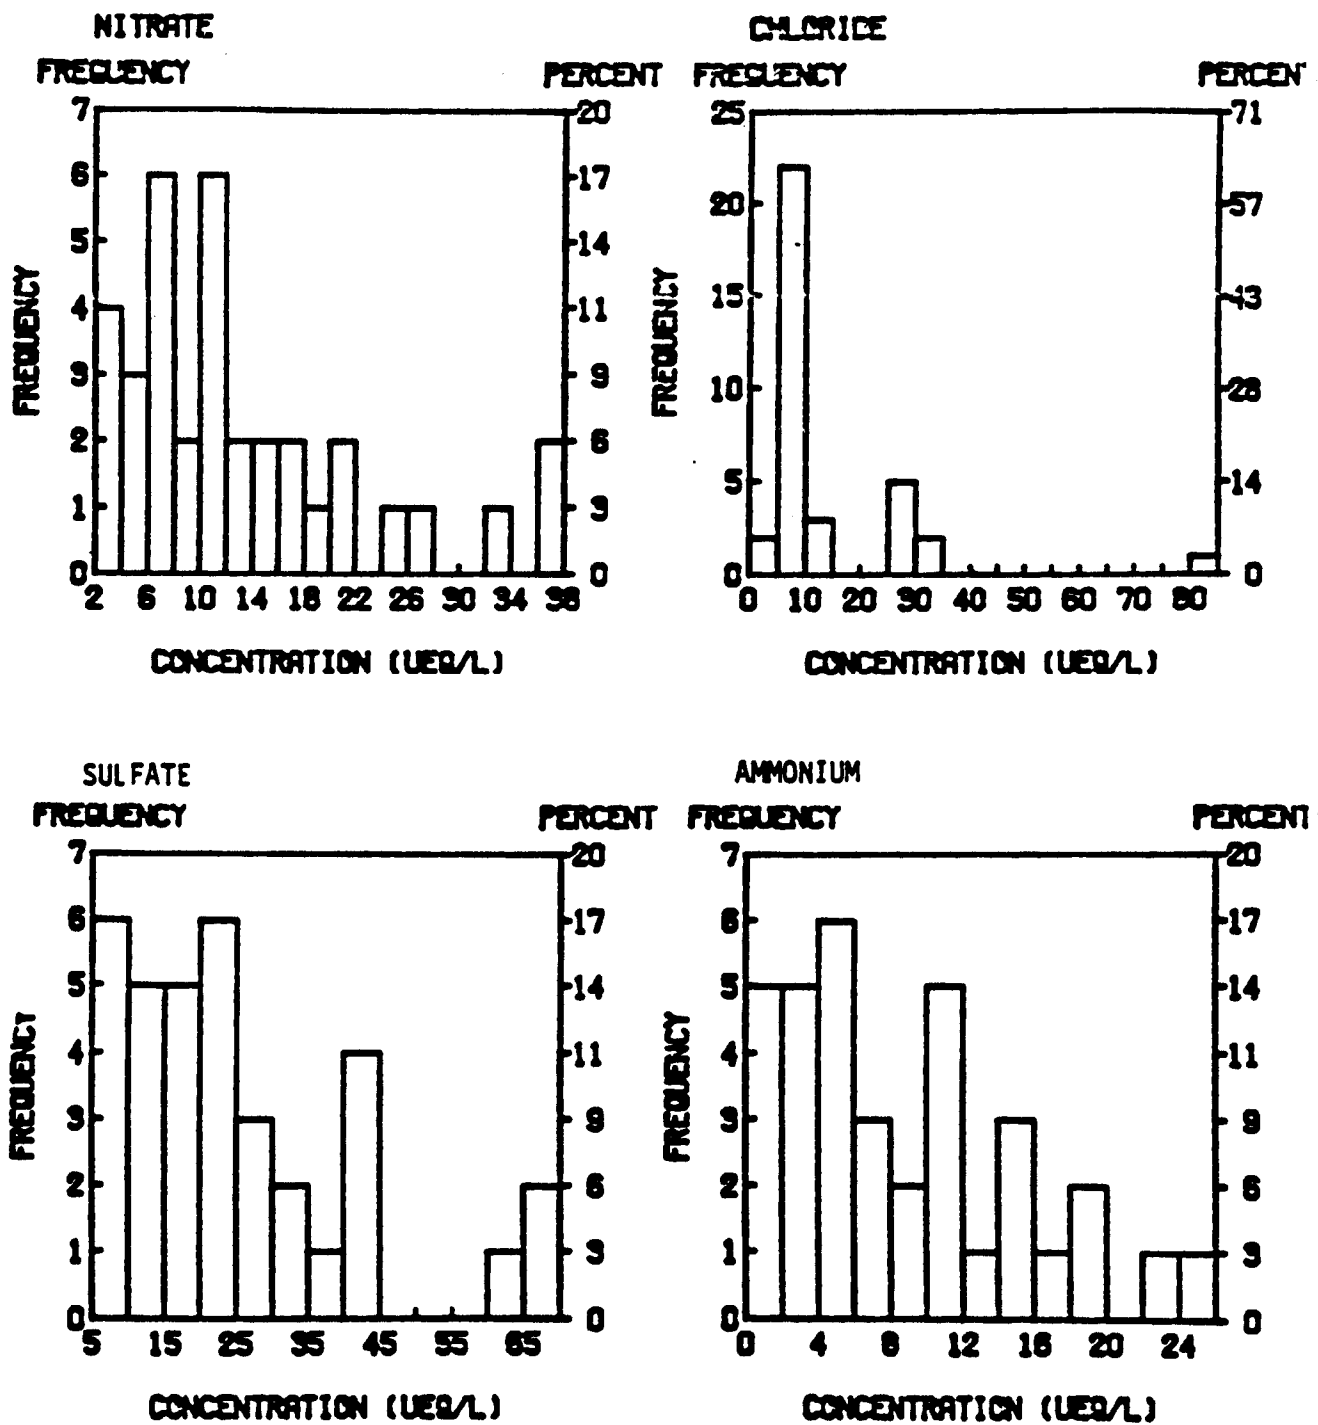 NITRATE
FREQUENCY PERCENT
7 20
6 17
5 14
4 11
3 9
2 6
1 3
0 0
2 6 10 14 18 22 26 30 34 38
FREQUENCY
CONCENTRATION (UEQ/L)
CHLORIDE
FREQUENCY PERCEN
25 71
20 57
15 43
10 28
5 14
0 0
0 10 20 30 40 50 60 70 80
FREQUENCY
CONCENTRATION (UEQ/L)
SULFATE
FREQUENCY PERCENT
7 20
6 17
5 14
4 11
3 9
2 6
1 3
0 0
5 15 25 35 45 55 65
FREQUENCY
CONCENTRATION (UEQ/L)
AMMONIUM
FREQUENCY PERCENT
7 20
6 17
5 14
4 11
3 9
2 6
1 3
0 0
0 4 8 12 16 20 24
FREQUENCY
CONCENTRATION (UEQ/L)